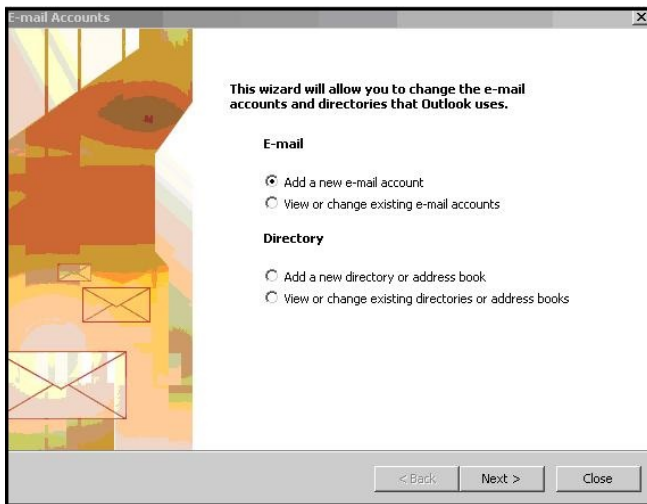 E-mail Accounts
This wizard will allow you to change the e-mail
accounts and directories that Outlook uses.
E-mail
Add a new e-mail account
View or change existing e-mail accounts
Directory
Add a new directory or address book
View or change existing directories or address books
< Back
Next >
Close